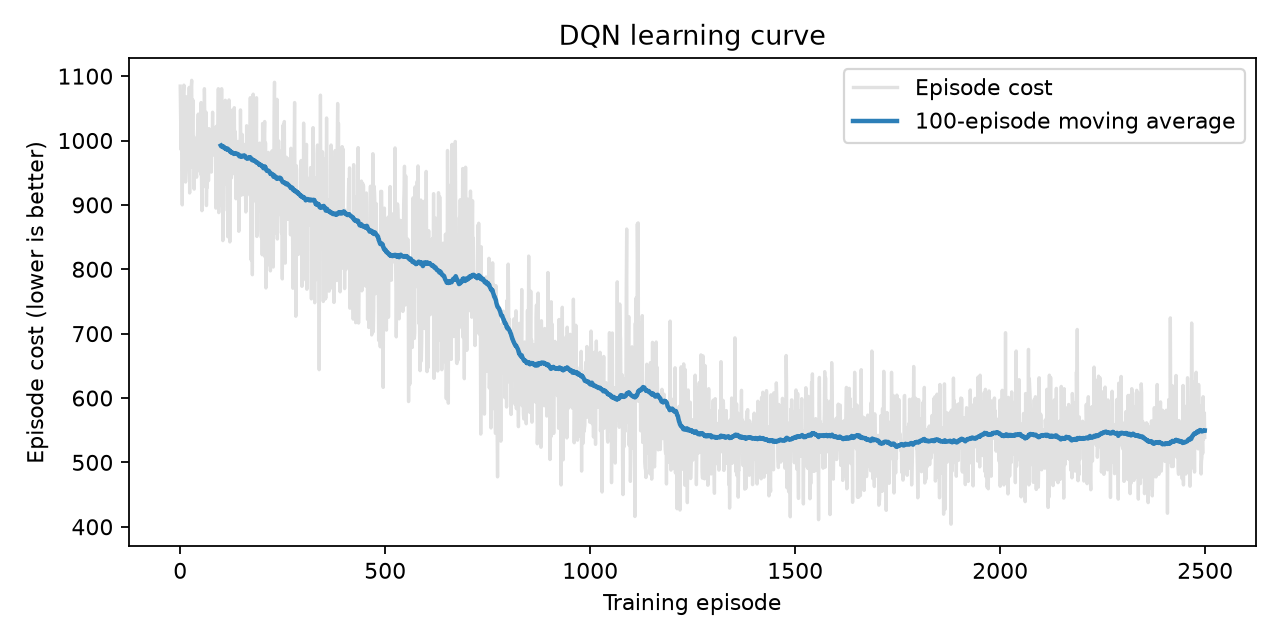 DQN learning curve
Episode cost
100-episode moving average
Episode cost (lower is better)
1100
1000
900
800
700
600
500
400
0 500 1000 1500 2000 2500
Training episode